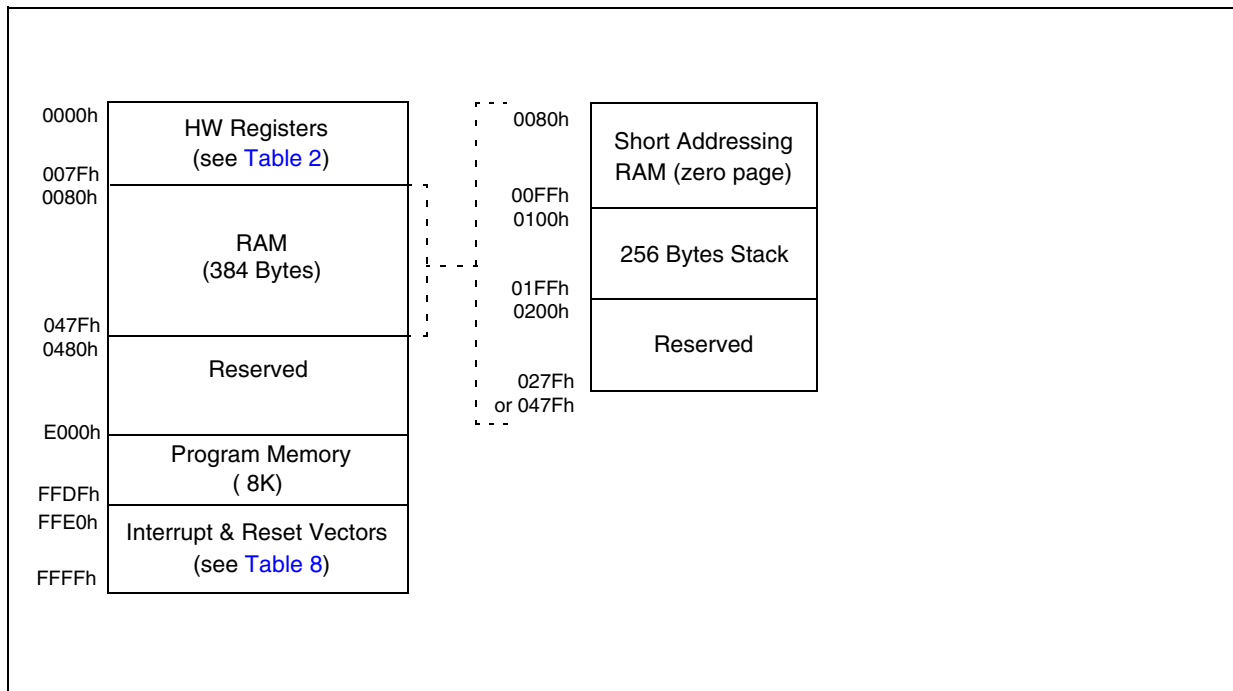 0000h
HW Registers
(see Table 2)
007Fh
0080h
RAM
(384 Bytes)
047Fh
0480h
Reserved
E000h
Program Memory
( 8K)
FFDFh
FFE0h
Interrupt & Reset Vectors
(see Table 8)
FFFFh
0080h
Short Addressing
RAM (zero page)
00FFh
0100h
256 Bytes Stack
01FFh
0200h
Reserved
027Fh
or 047Fh